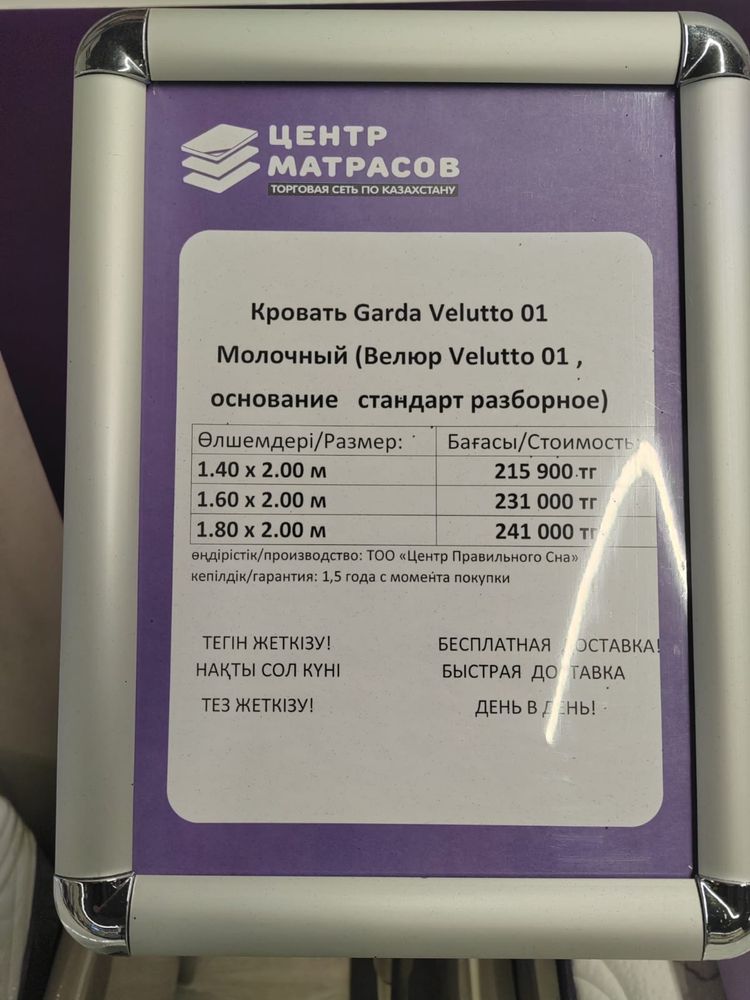 ЦЕНТР
МАТРАСОВ
ТОРГОВАЯ СЕТЬ ПО КАЗАХСТАНУ
Кровать Garda Velutto 01
Молочный (Велюр Velutto 01 ,
основание стандарт разборное)
Өлшемдері/Размер: Бағасы/Стоимость:
1.40 x 2.00 м 215 900 тг
1.60 x 2.00 м 231 000 тг
1.80 x 2.00 м 241 000 тг
өңдірістік/производство: ТОО «Центр Правильного Сна»
кепілдік/гарантия: 1,5 года с момента покупки
ТЕГІН ЖЕТКІЗУ! БЕСПЛАТНАЯ ДОСТАВКА!
НАҚТЫ СОЛ КҮНІ БЫСТРАЯ ДОСТАВКА
ТЕЗ ЖЕТКІЗУ! ДЕНЬ В ДЕНЬ!